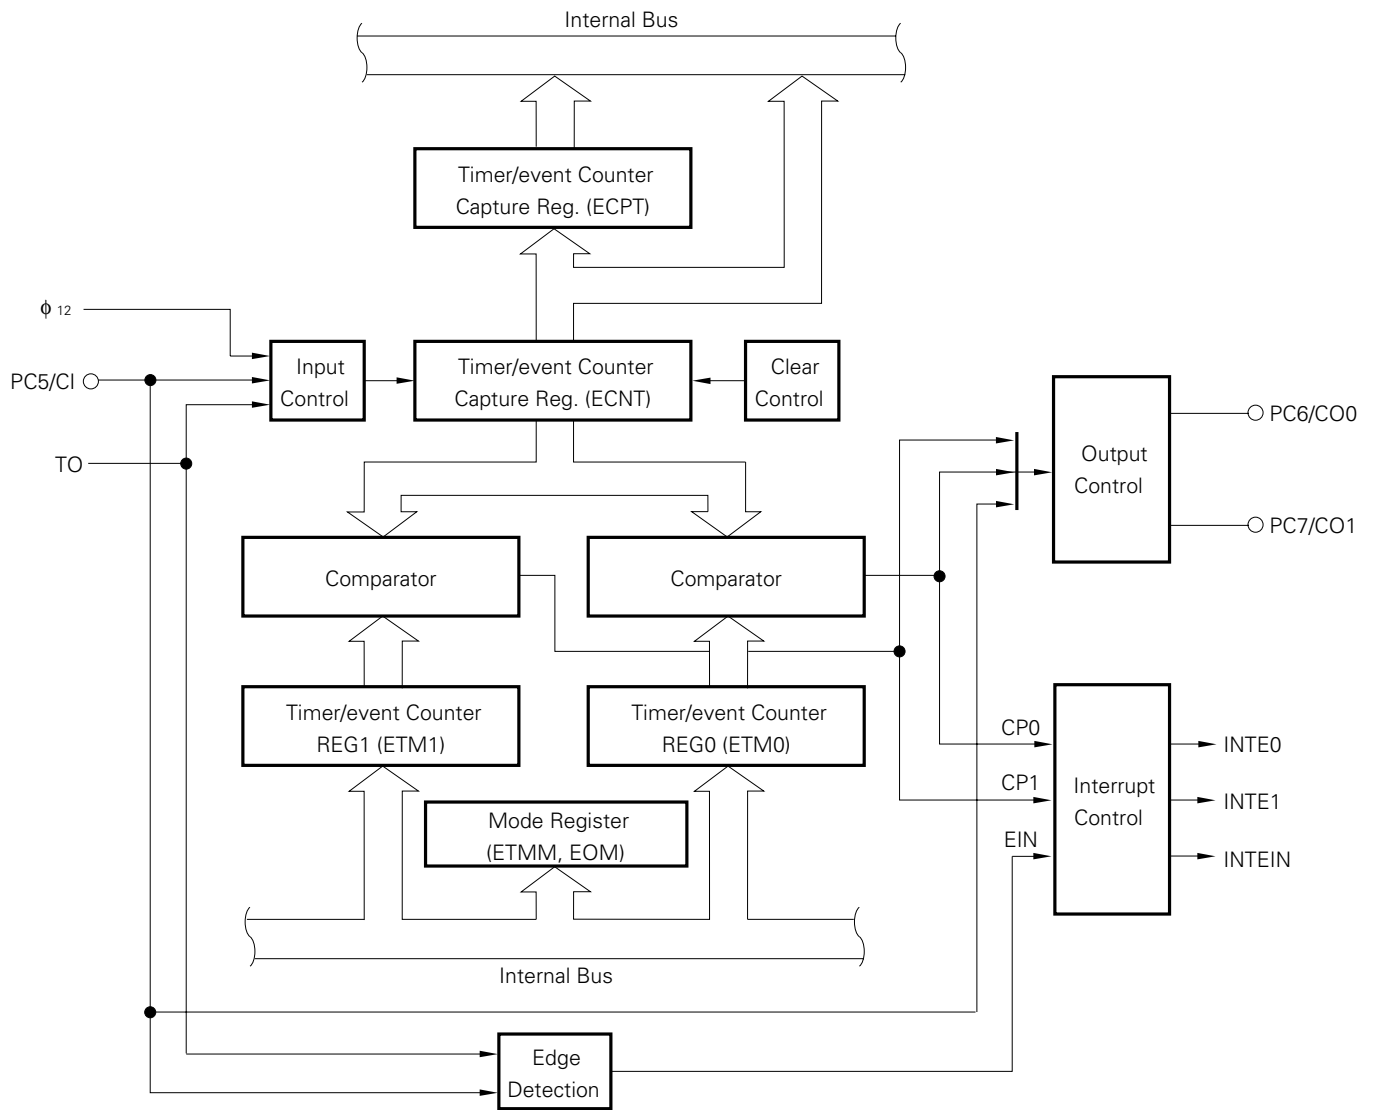 Internal Bus
Timer/event Counter
Capture Reg. (ECPT)
ϕ 12
PC5/CI
TO
Input
Control
Timer/event Counter
Capture Reg. (ECNT)
Clear
Control
Output
Control
PC6/CO0
PC7/CO1
Comparator
Comparator
Timer/event Counter
REG1 (ETM1)
Timer/event Counter
REG0 (ETM0)
Mode Register
(ETMM, EOM)
CP0
CP1
EIN
Interrupt
Control
INTE0
INTE1
INTEIN
Internal Bus
Edge
Detection